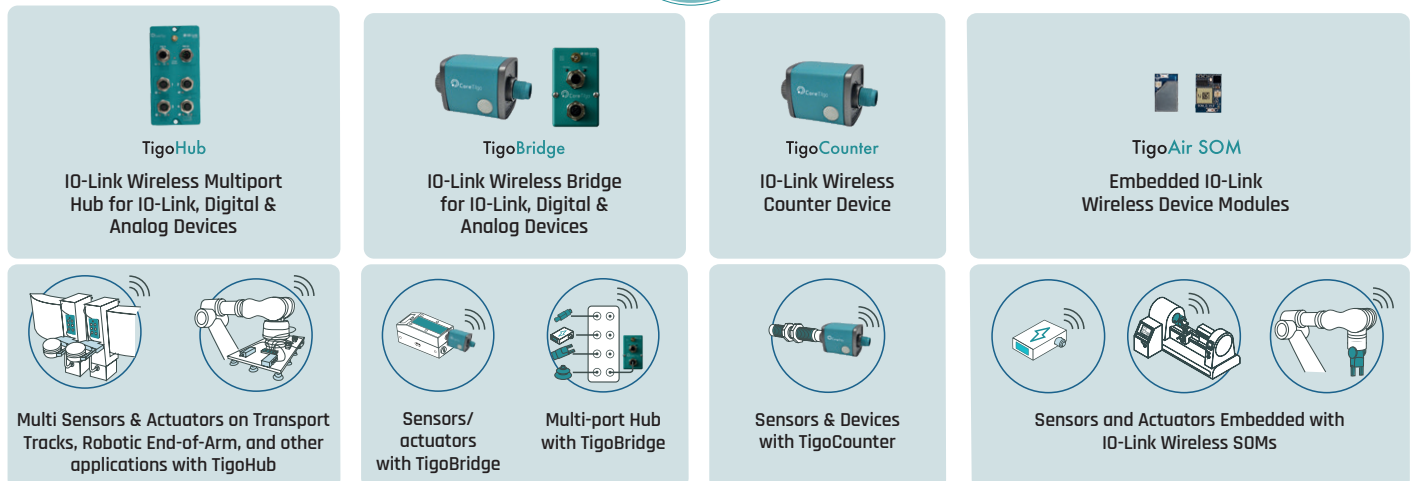 TigoHub
IO-Link Wireless Multiport
Hub for IO-Link, Digital &
Analog Devices
TigoBridge
IO-Link Wireless Bridge
for IO-Link, Digital &
Analog Devices
TigoCounter
IO-Link Wireless
Counter Device
TigoAir SOM
Embedded IO-Link
Wireless Device Modules
Multi Sensors & Actuators on Transport
Tracks, Robotic End-of-Arm, and other
applications with TigoHub
Sensors/
actuators
with TigoBridge
Multi-port Hub
with TigoBridge
Sensors & Devices
with TigoCounter
Sensors and Actuators Embedded with
IO-Link Wireless SOMs
CoreTigo
CoreTigo
CoreTigo